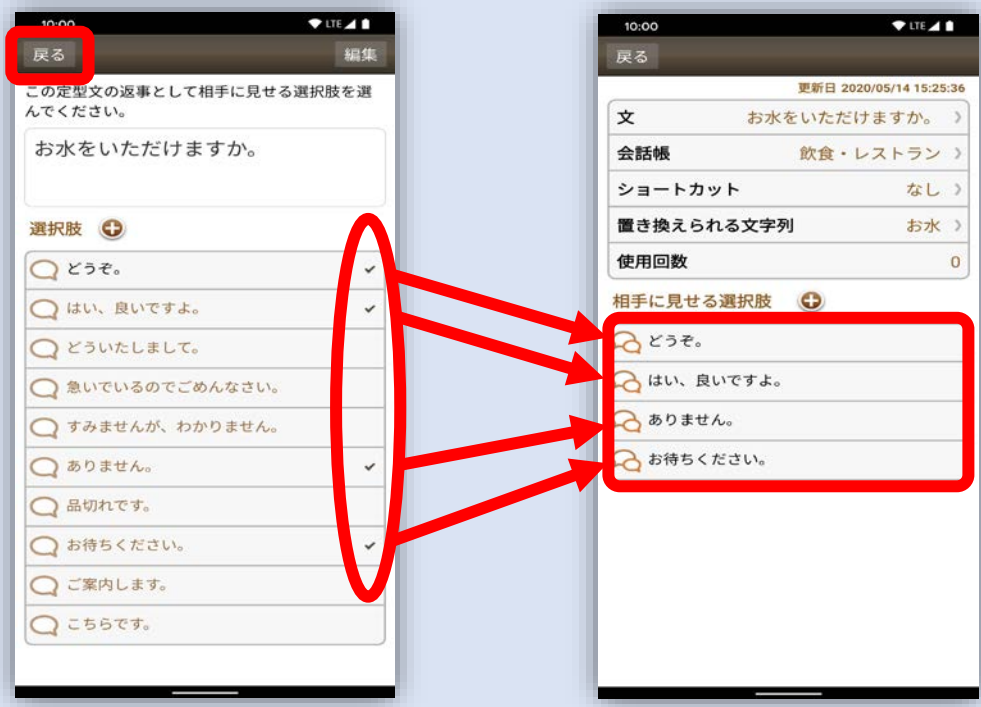 10:00 LTE
戻る 編集
この定型文の返事として相手に見せる選択肢を選
んでください。
お水をいただけますか。
選択肢
どうぞ。
はい、良いですよ。
どういたしまして。
急いでいるのでごめんなさい。
すみませんが、わかりません。
ありません。
品切れです。
お待ちください。
ご案内します。
こちらです。
10:00 LTE
戻る
更新日 2020/05/14 15:25:36
文 お水をいただけますか。
会話帳 飲食・レストラン
ショートカット なし
置き換えられる文字列 お水
使用回数 0
相手に見せる選択肢
どうぞ。
はい、良いですよ。
ありません。
お待ちください。